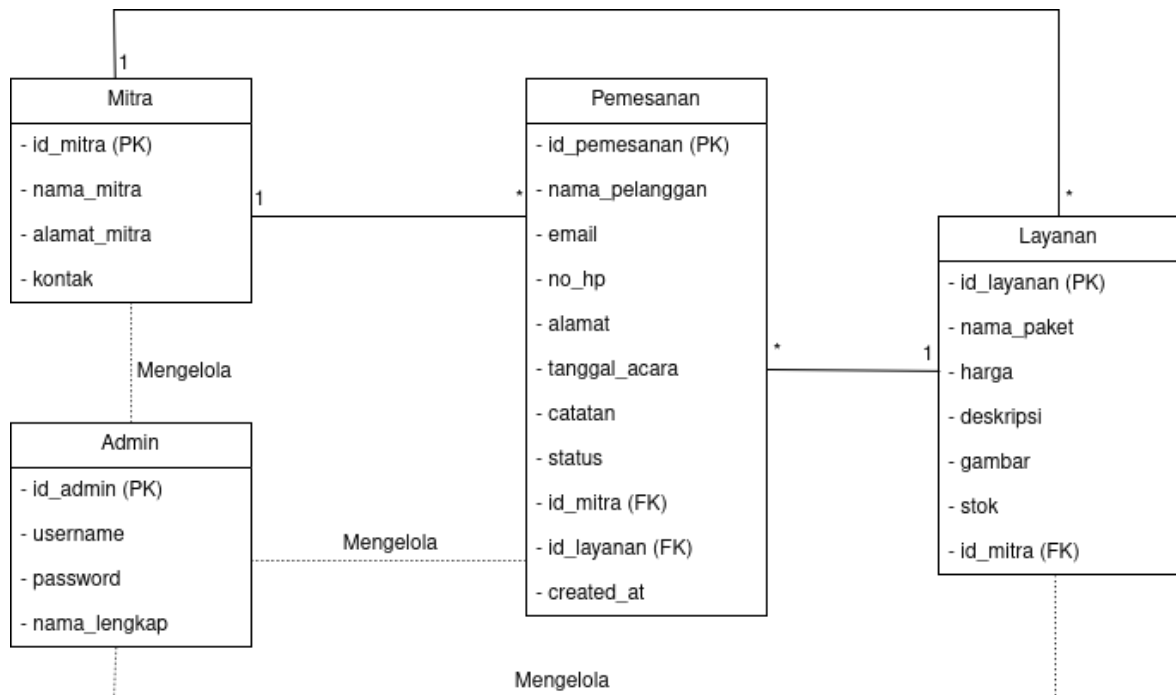 1
*
Mitra
- id_mitra (PK)
- nama_mitra
- alamat_mitra
- kontak
1
*
Pemesanan
- id_pemesanan (PK)
- nama_pelanggan
- email
- no_hp
- alamat
- tanggal_acara
- catatan
- status
- id_mitra (FK)
- id_layanan (FK)
- created_at
*
1
Layanan
- id_layanan (PK)
- nama_paket
- harga
- deskripsi
- gambar
- stok
- id_mitra (FK)
Mengelola
Admin
- id_admin (PK)
- username
- password
- nama_lengkap
Mengelola
Mengelola